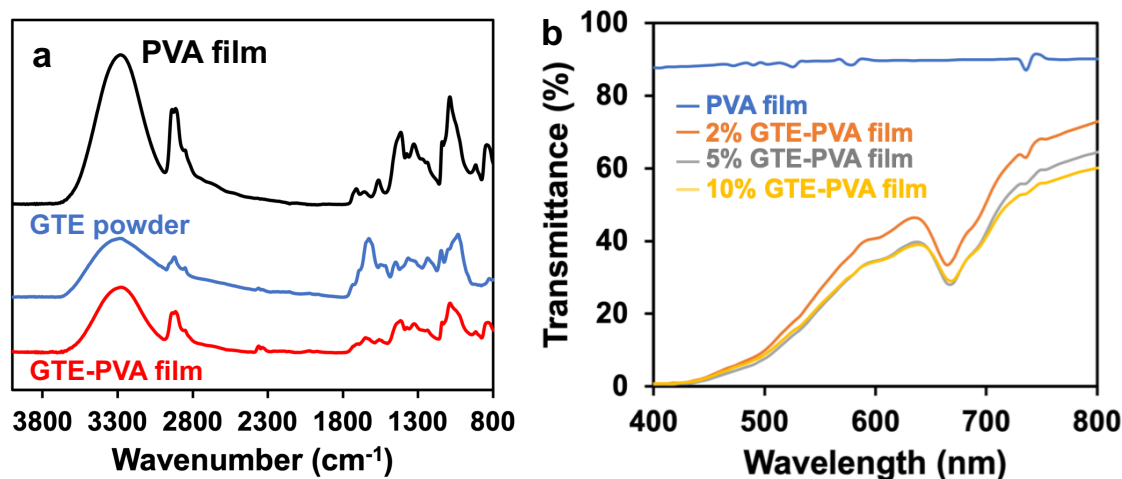 a
PVA film
GTE powder
GTE-PVA film
3800 3300 2800 2300 1800 1300 800
Wavenumber (cm⁻¹)
b
100
80
60
40
20
0
Transmittance (%)
PVA film
2% GTE-PVA film
5% GTE-PVA film
10% GTE-PVA film
400 500 600 700 800
Wavelength (nm)